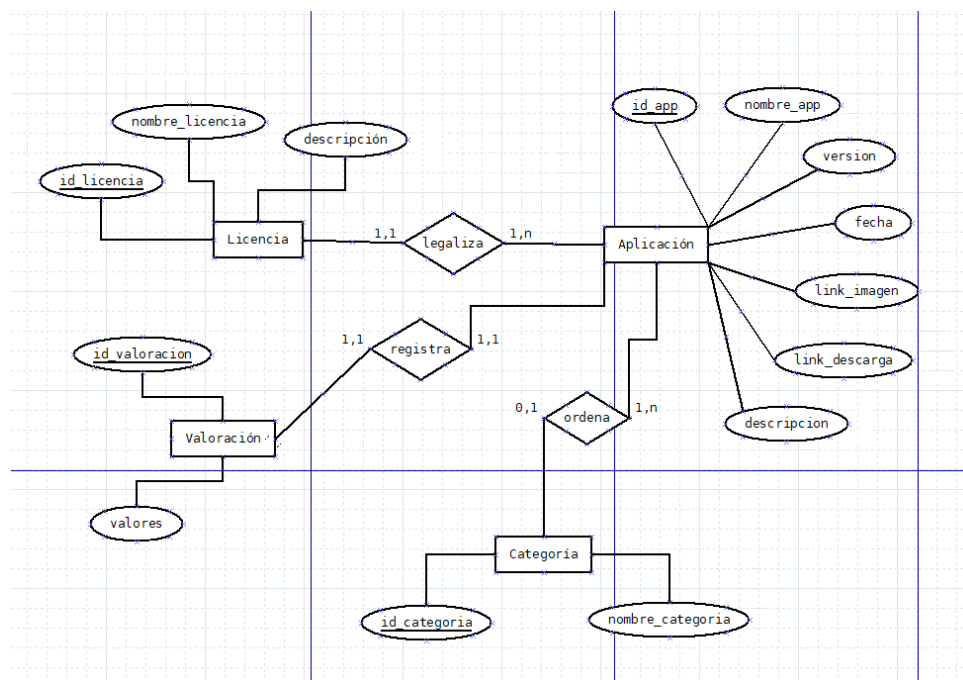 id_app
nombre_app
nombre_licencia
descripción
version
id_licencia
fecha
Licencia
1,1
legaliza
1,n
Aplicación
link_imagen
id_valoracion
1,1
registra
1,1
link_descarga
0,1
ordena
1,n
descripcion
Valoración
valores
Categoría
id_categoria
nombre_categoria